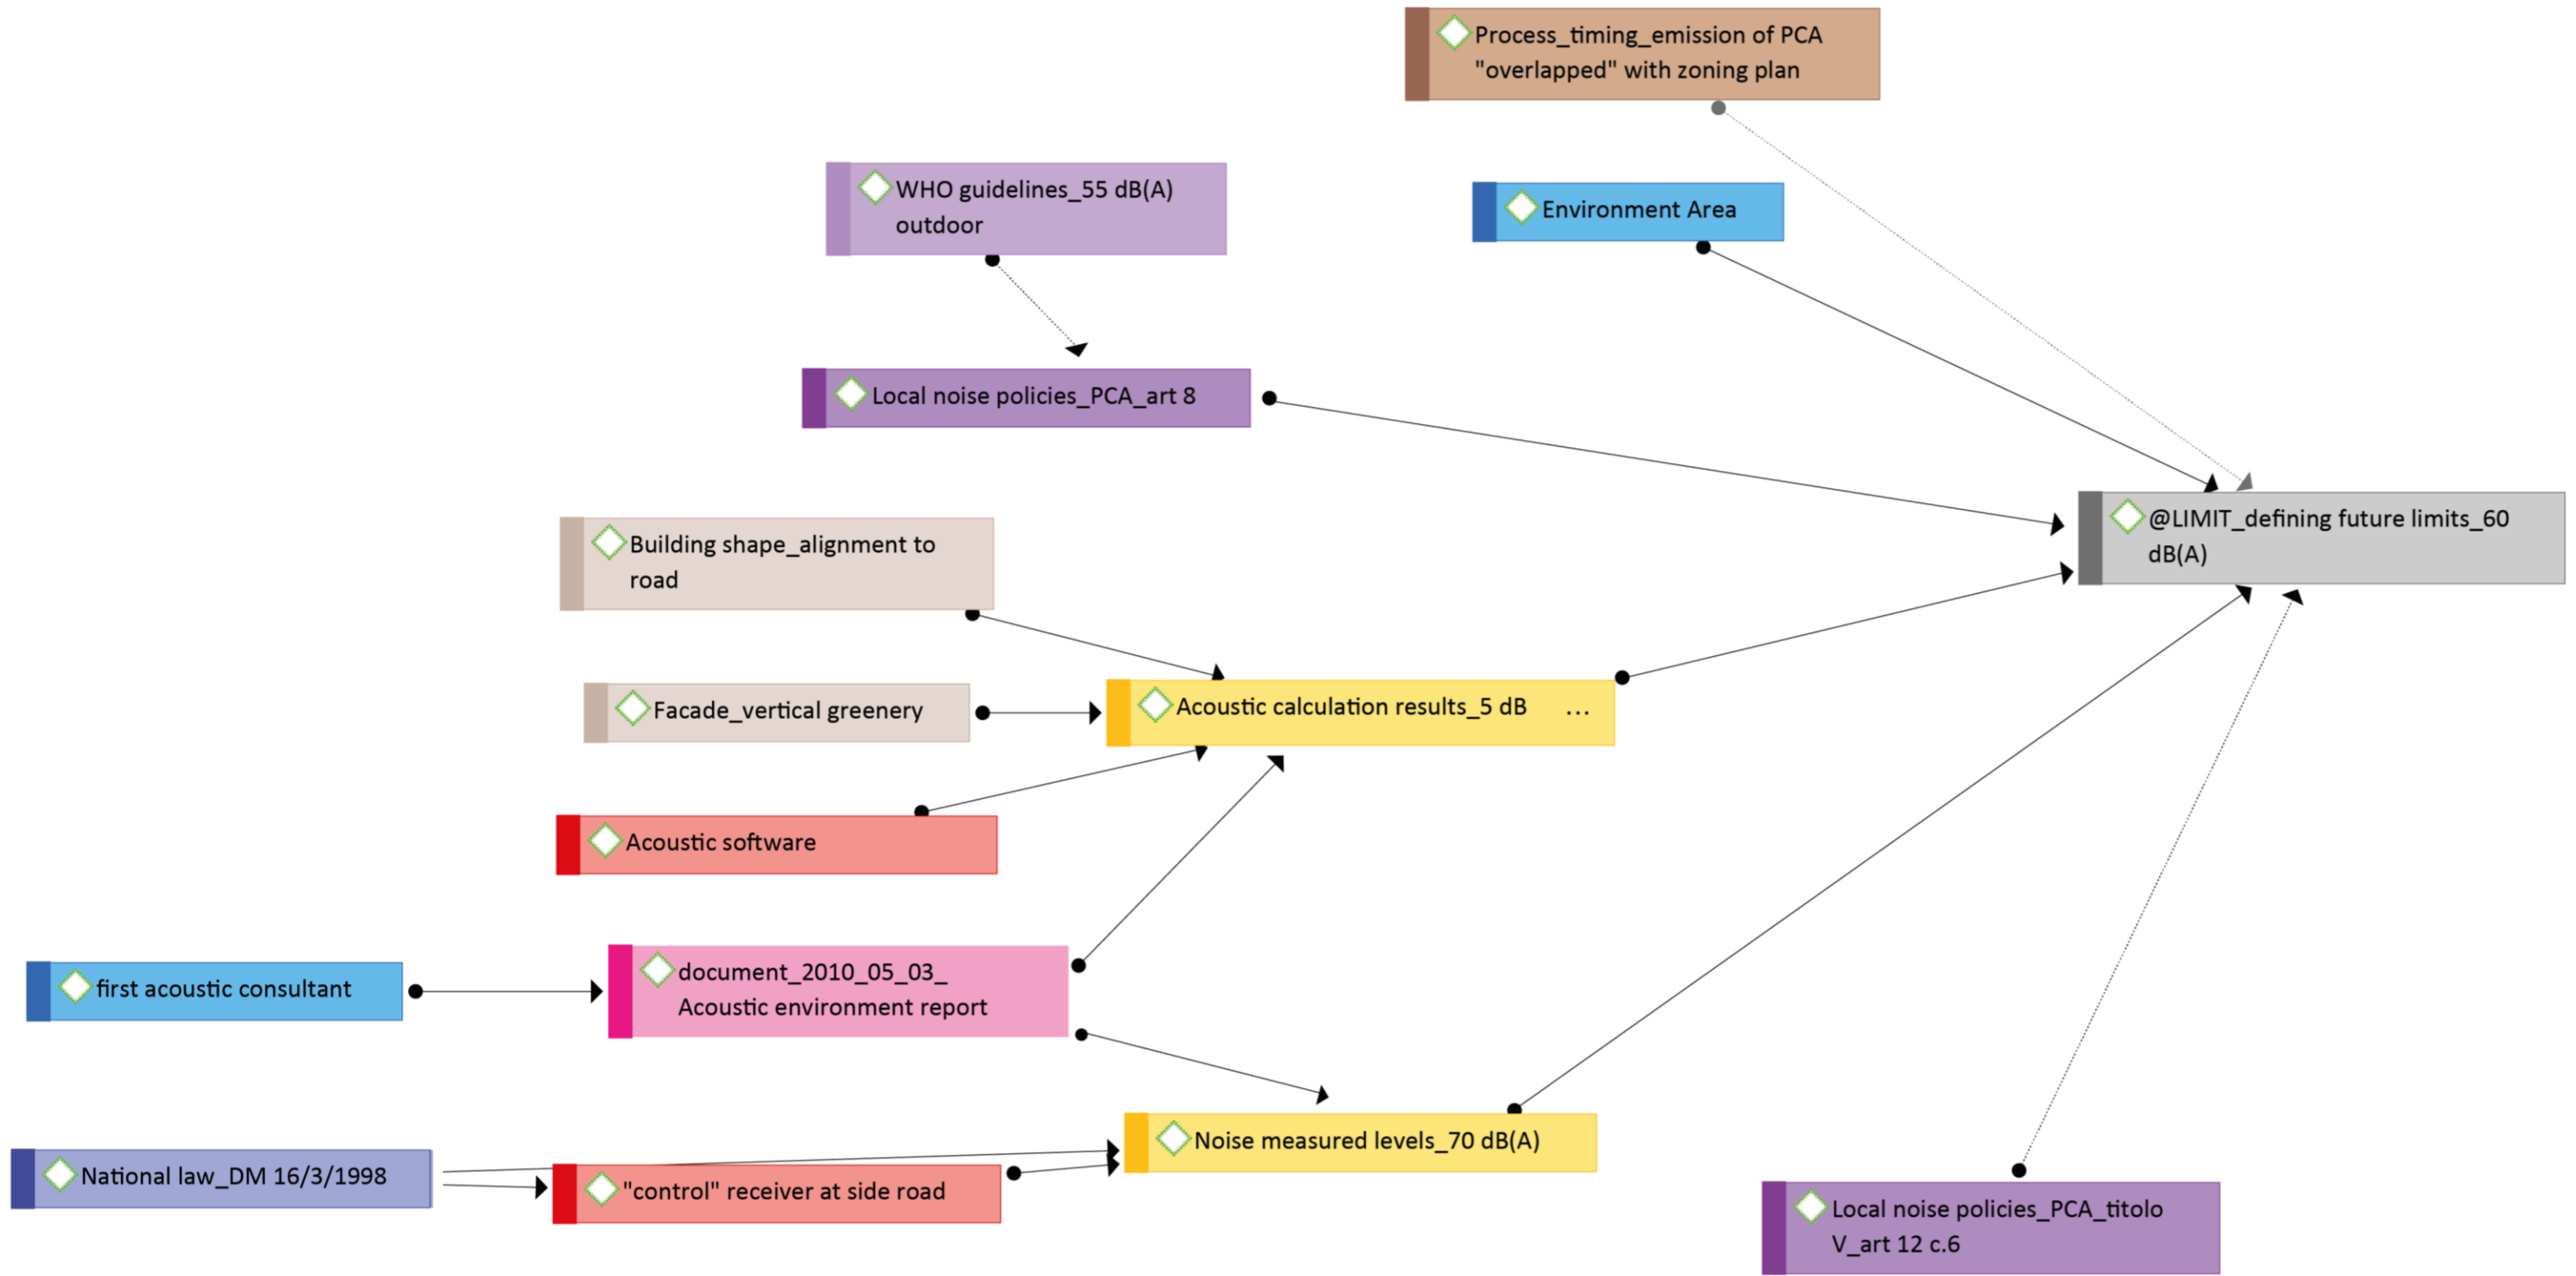 Process_timing_emission of PCA
"overlapped" with zoning plan
WHO guidelines_55 dB(A)
outdoor
Environment Area
Local noise policies_PCA_art 8
@LIMIT_defining future limits_60
dB(A)
Building shape_alignment to
road
Facade_vertical greenery
Acoustic calculation results_5 dB ...
Acoustic software
first acoustic consultant
document_2010_05_03_
Acoustic environment report
Noise measured levels_70 dB(A)
National law_DM 16/3/1998
"control" receiver at side road
Local noise policies_PCA_titolo
V_art 12 c.6